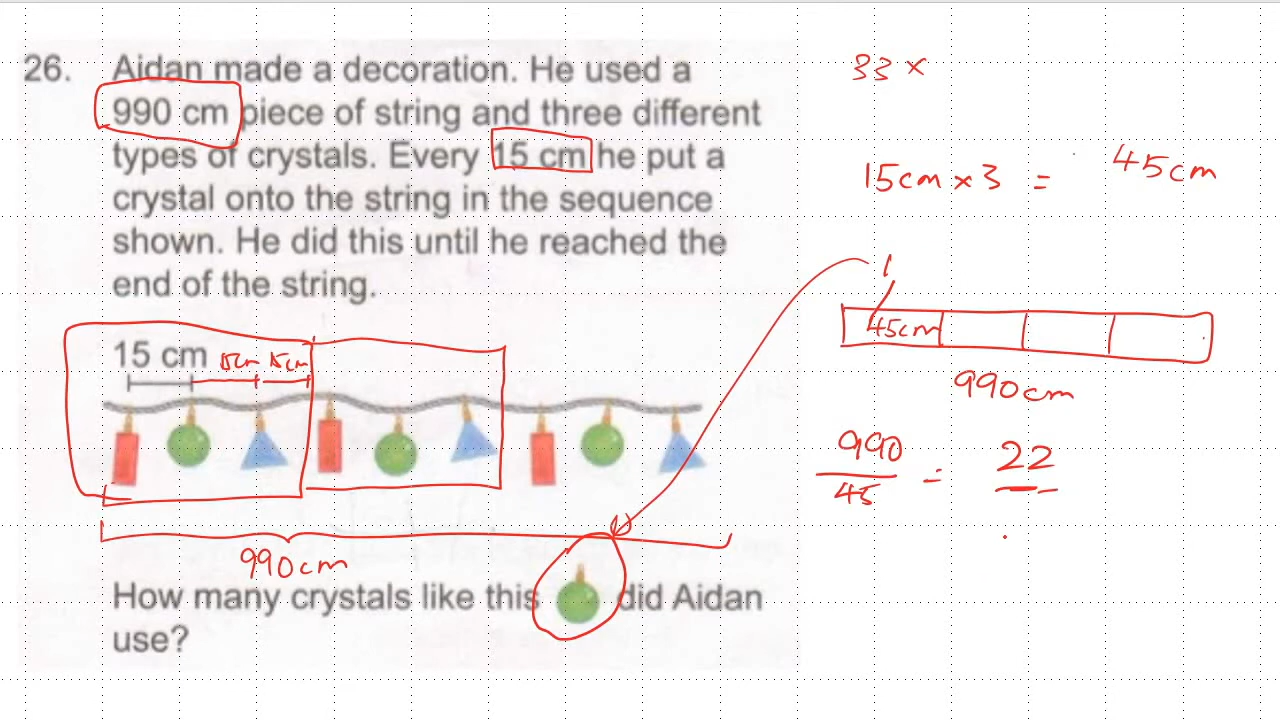 26. Aidan made a decoration. He used a
990 cm piece of string and three different
types of crystals. Every 15 cm he put a
crystal onto the string in the sequence
shown. He did this until he reached the
end of the string.
15 cm 15cm 15cm
990cm
How many crystals like this did Aidan
use?
33 ×
15cm × 3 = 45cm
1
45cm
990cm
990
45
= 22